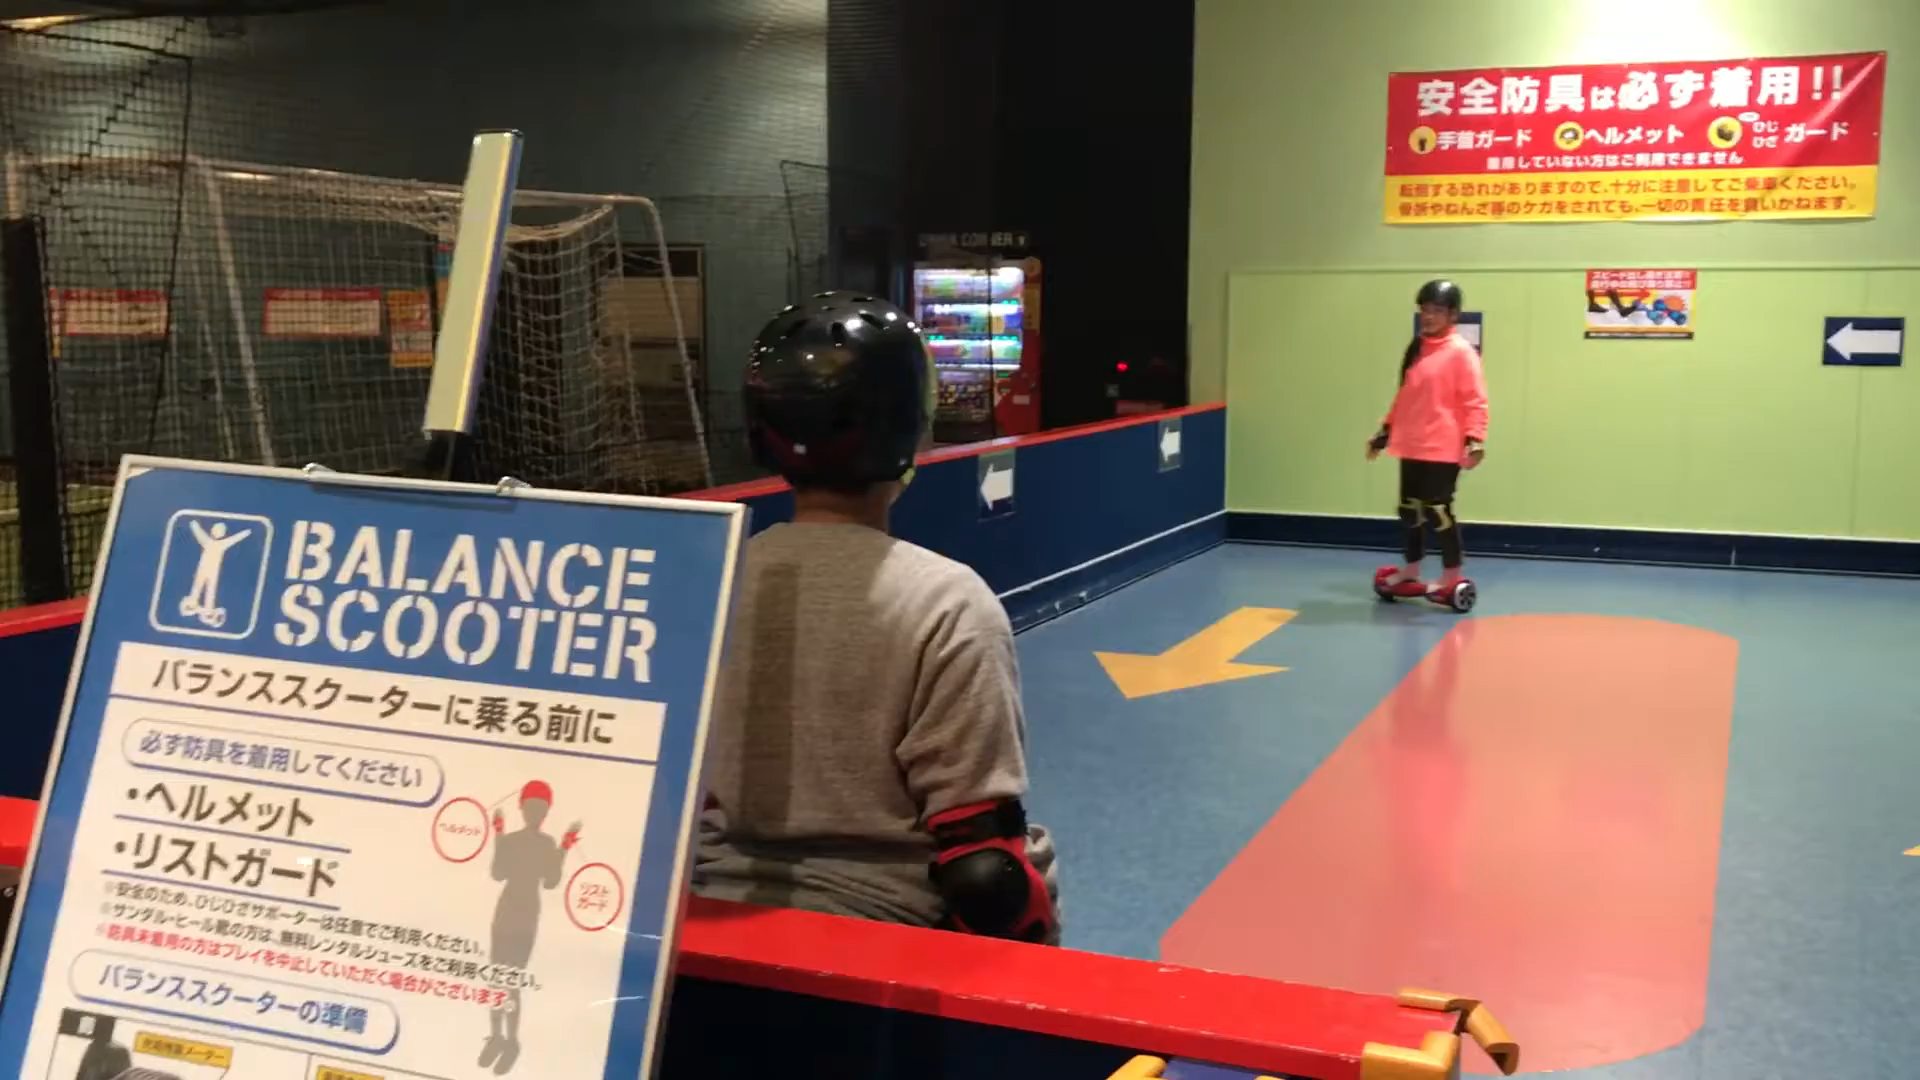 安全防具は必ず着用!!
手首ガード ヘルメット ひじ ひざ ガード
着用していない方はご利用できません
転倒する恐れがありますので、十分に注意してご乗車ください。
骨折やねんざ等のケガをされても、一切の責任を負いかねます。
BALANCE
SCOOTER
バランススクーターに乗る前に
必ず防具を着用してください
・ヘルメット
・リストガード
ヘルメット
リスト
ガード
※安全のため、ひじひざサポーターは任意でご利用ください。
※サンダル・ヒール靴の方は、無料レンタルシューズをご利用ください。
※防具未着用の方はプレイを中止していただく場合がございます。
バランススクーターの準備